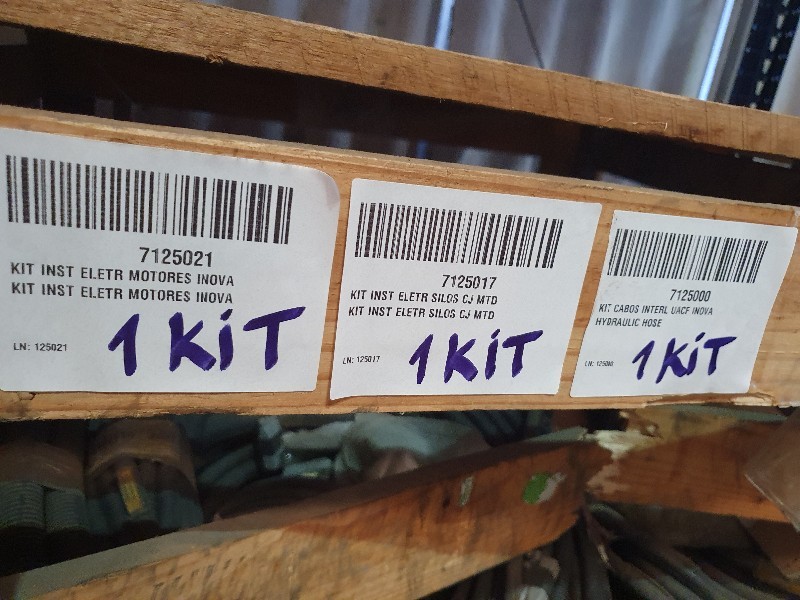 7125021
KIT INST ELETR MOTORES INOVA
KIT INST ELETR MOTORES INOVA
LN: 125021
1 KiT
7125017
KIT INST ELETR SILOS CJ MTD
KIT INST ELETR SILOS CJ MTD
LN: 125017
1 KiT
7125000
KIT CABOS INTERL UACF INOVA
HYDRAULIC HOSE
LN: 125000
1 KiT